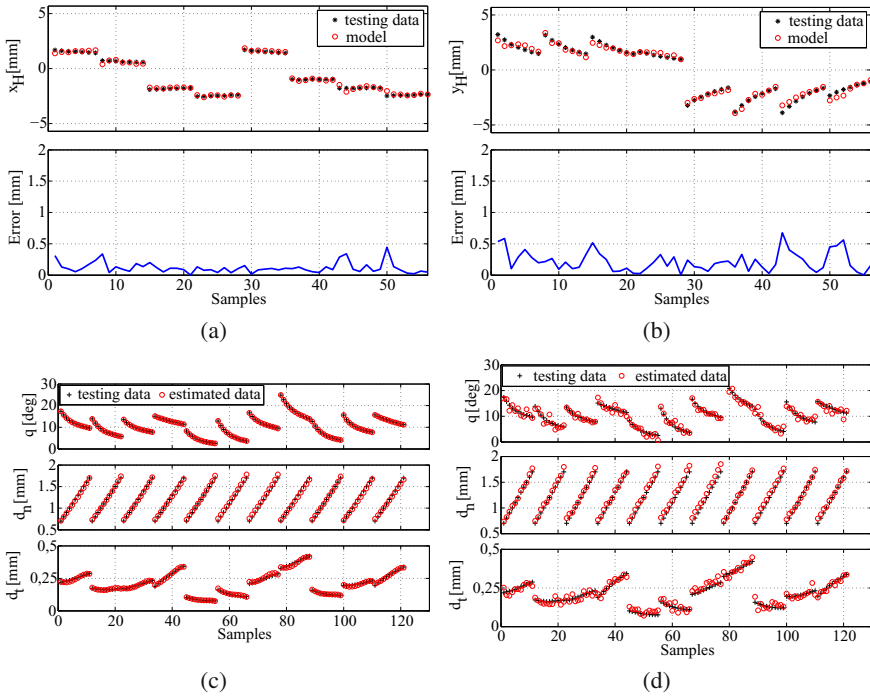 5
0
−5
x_H [mm]
testing data
model
2
1.5
1
0.5
0
Error [mm]
0 10 20 30 40 50
Samples
(a)
5
0
−5
y_H [mm]
testing data
model
2
1.5
1
0.5
0
Error [mm]
0 10 20 30 40 50
Samples
(b)
30
20
10
0
q [deg]
testing data estimated data
2
1.5
1
0.5
d_n [mm]
0,5
0,25
0
d_t [mm]
0 20 40 60 80 100 120
Samples
(c)
30
20
10
0
q [deg]
testing data estimated data
2
1.5
1
0.5
d_n [mm]
0,5
0,25
0
d_t [mm]
0 20 40 60 80 100 120
Samples
(d)